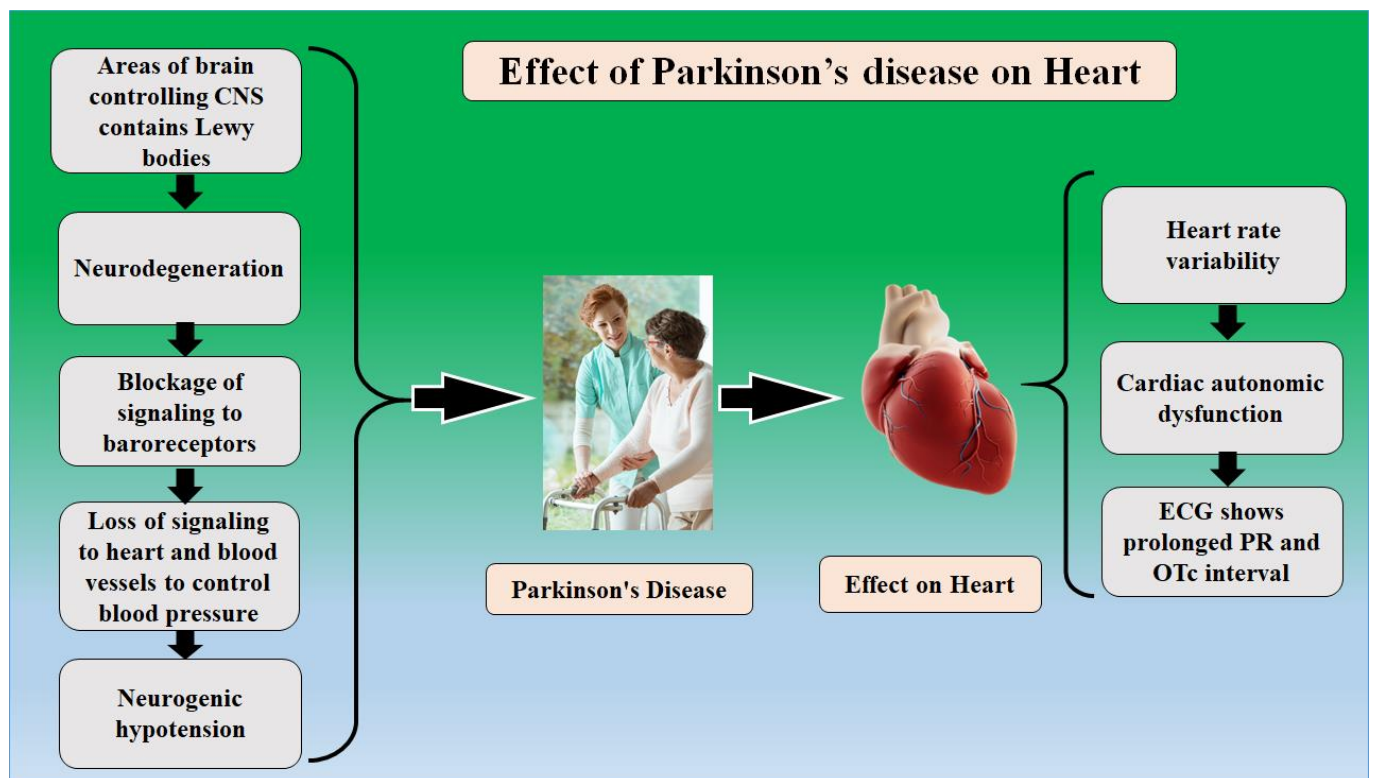 Effect of Parkinson's disease on Heart
Areas of brain
controlling CNS
contains Lewy
bodies
Neurodegeneration
Blockage of
signaling to
baroreceptors
Loss of signaling
to heart and blood
vessels to control
blood pressure
Neurogenic
hypotension
Parkinson's Disease
Effect on Heart
Heart rate
variability
Cardiac autonomic
dysfunction
ECG shows
prolonged PR and
OTc interval